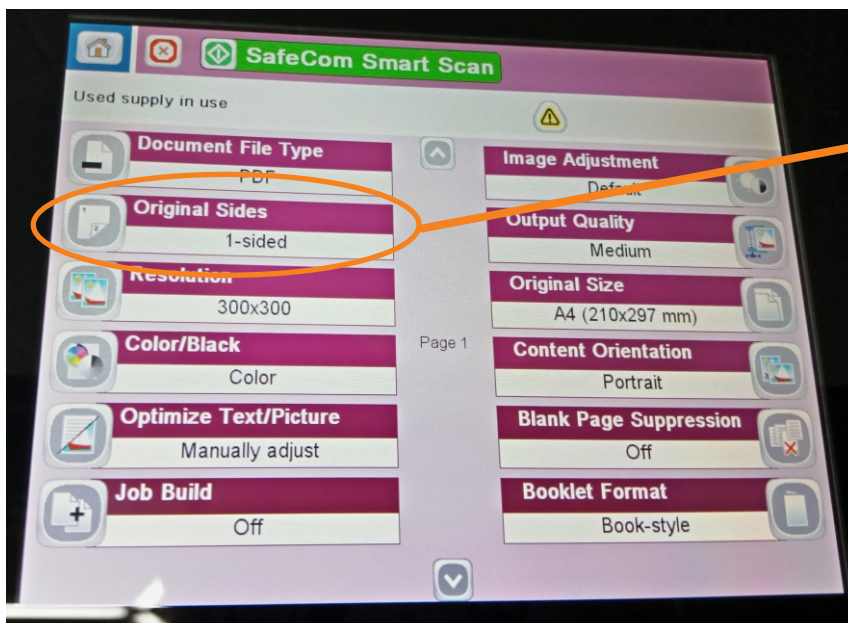 SafeCom Smart Scan
Used supply in use
Document File Type
PDF
Original Sides
1-sided
Resolution
300x300
Color/Black
Color
Optimize Text/Picture
Manually adjust
Job Build
Off
Page 1
Image Adjustment
Default
Output Quality
Medium
Original Size
A4 (210x297 mm)
Content Orientation
Portrait
Blank Page Suppression
Off
Booklet Format
Book-style